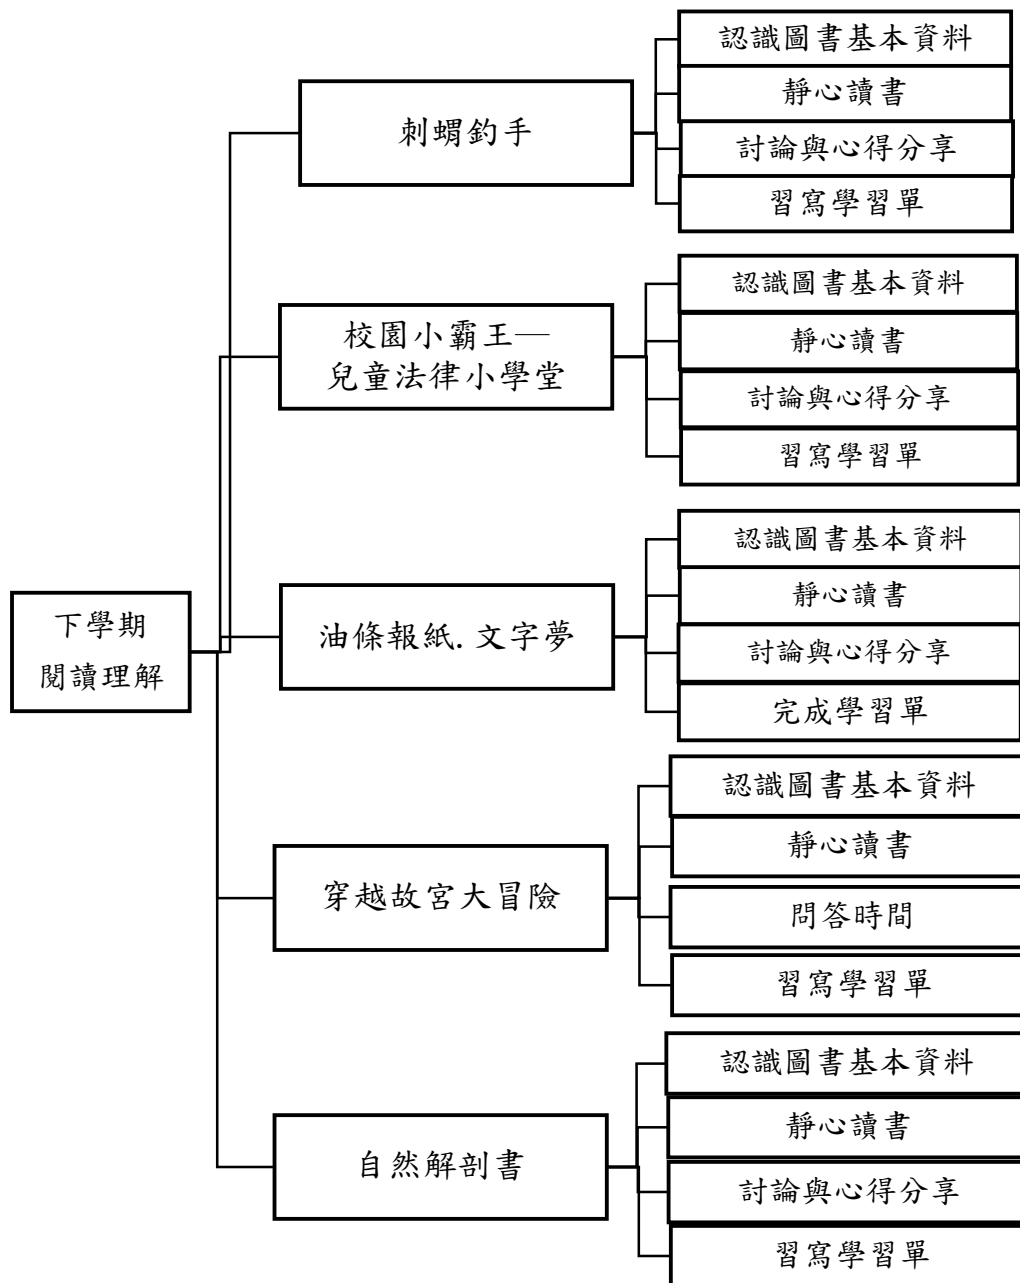 下學期
閱讀理解
刺蝟釣手
認識圖書基本資料
靜心讀書
討論與心得分享
習寫學習單
校園小霸王—
兒童法律小學堂
認識圖書基本資料
靜心讀書
討論與心得分享
習寫學習單
油條報紙.文字夢
認識圖書基本資料
靜心讀書
討論與心得分享
完成學習單
穿越故宮大冒險
認識圖書基本資料
靜心讀書
問答時間
習寫學習單
自然解剖書
認識圖書基本資料
靜心讀書
討論與心得分享
習寫學習單